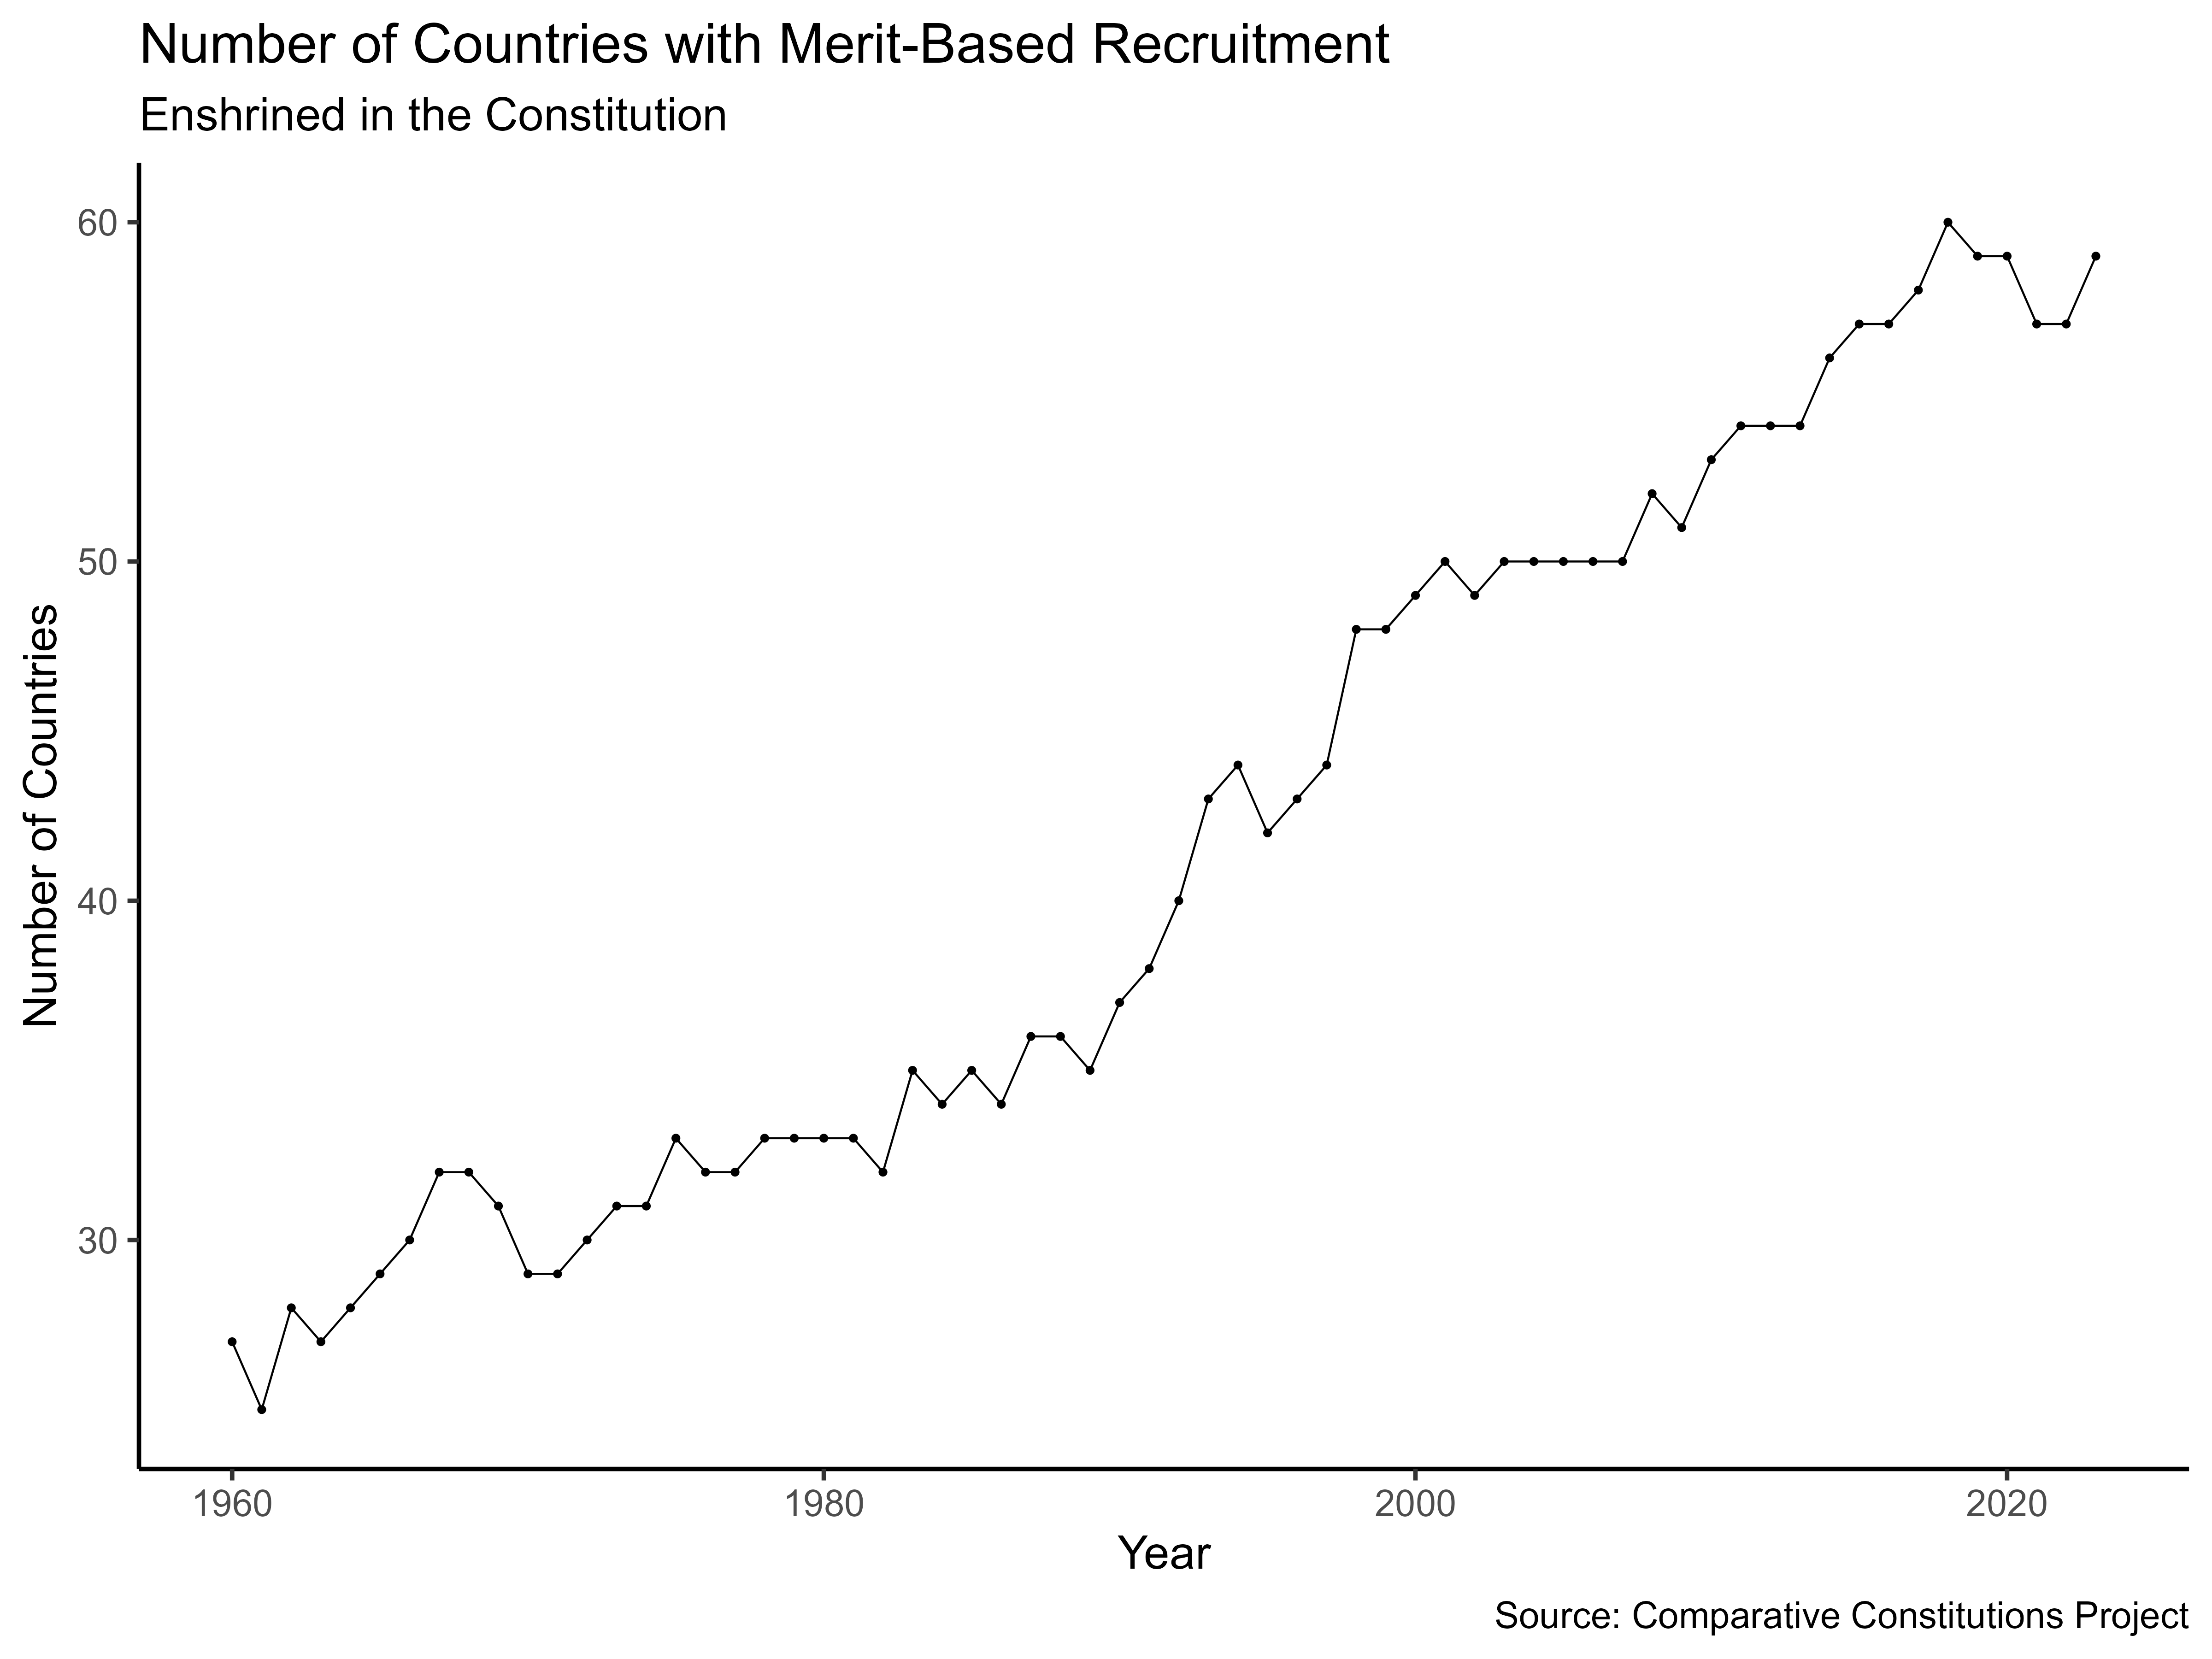 Number of Countries with Merit-Based Recruitment
Enshrined in the Constitution
60
50
40
30
Number of Countries
1960 1980 2000 2020
Year
Source: Comparative Constitutions Project